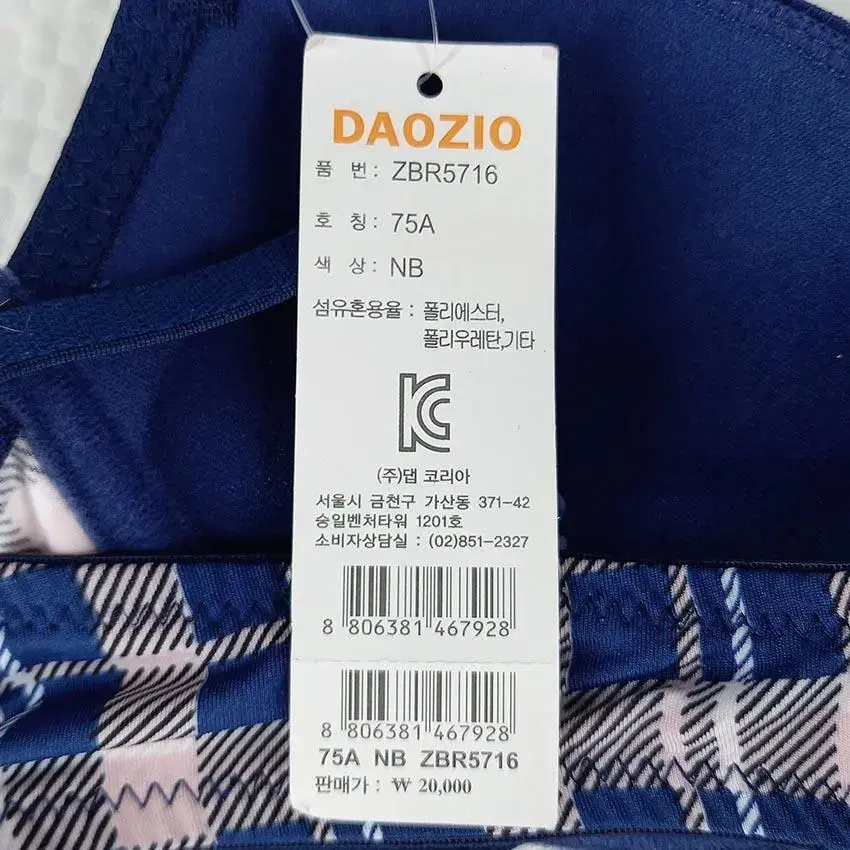 DAOZIO
품 번 : ZBR5716
호 칭 : 75A
색 상 : NB
섬유혼용율 : 폴리에스터,
폴리우레탄,기타
(주)댑 코리아
서울시 금천구 가산동 371-42
승일벤처타워 1201호
소비자상담실 : (02)851-2327
8 806381 467928
8 806381 467928
75A NB ZBR5716
판매가 : ₩ 20,000